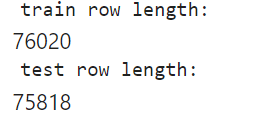 train row length:
76020
test row length:
75818